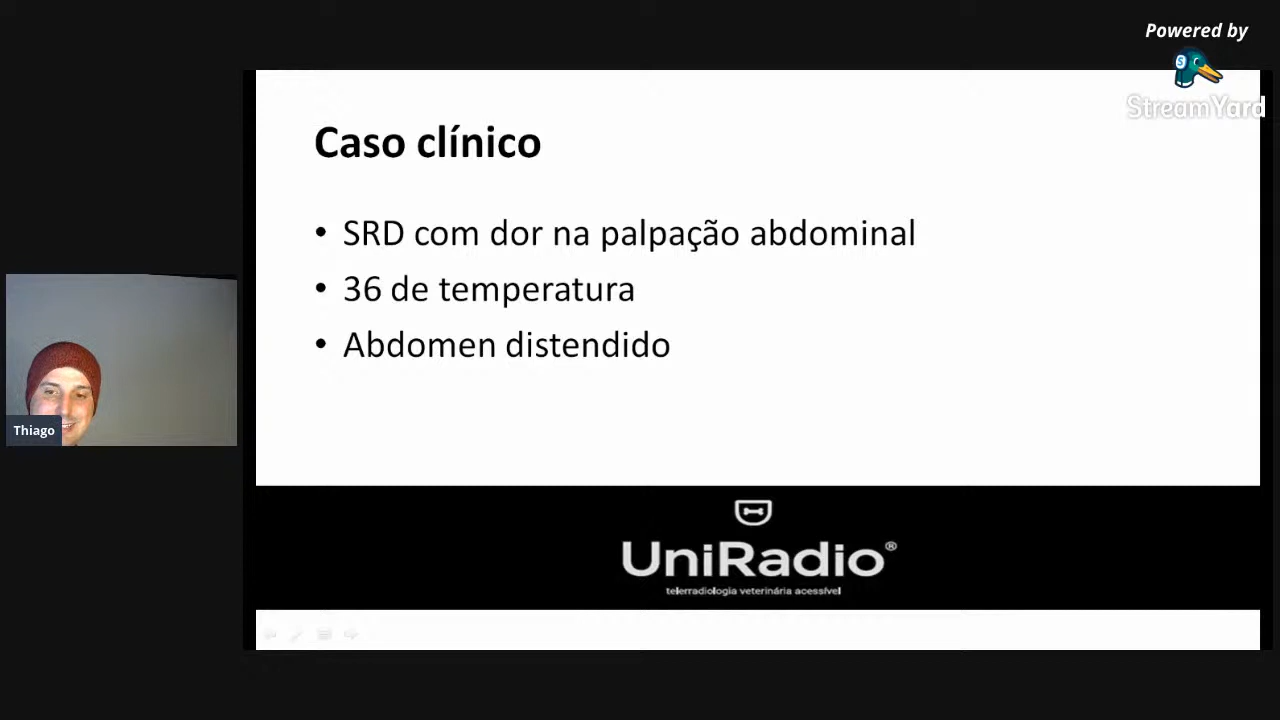 Powered by
StreamYard
Caso clínico
• SRD com dor na palpação abdominal
• 36 de temperatura
• Abdomen distendido
Thiago
UniRadio®
telerradiologia veterinária acessível